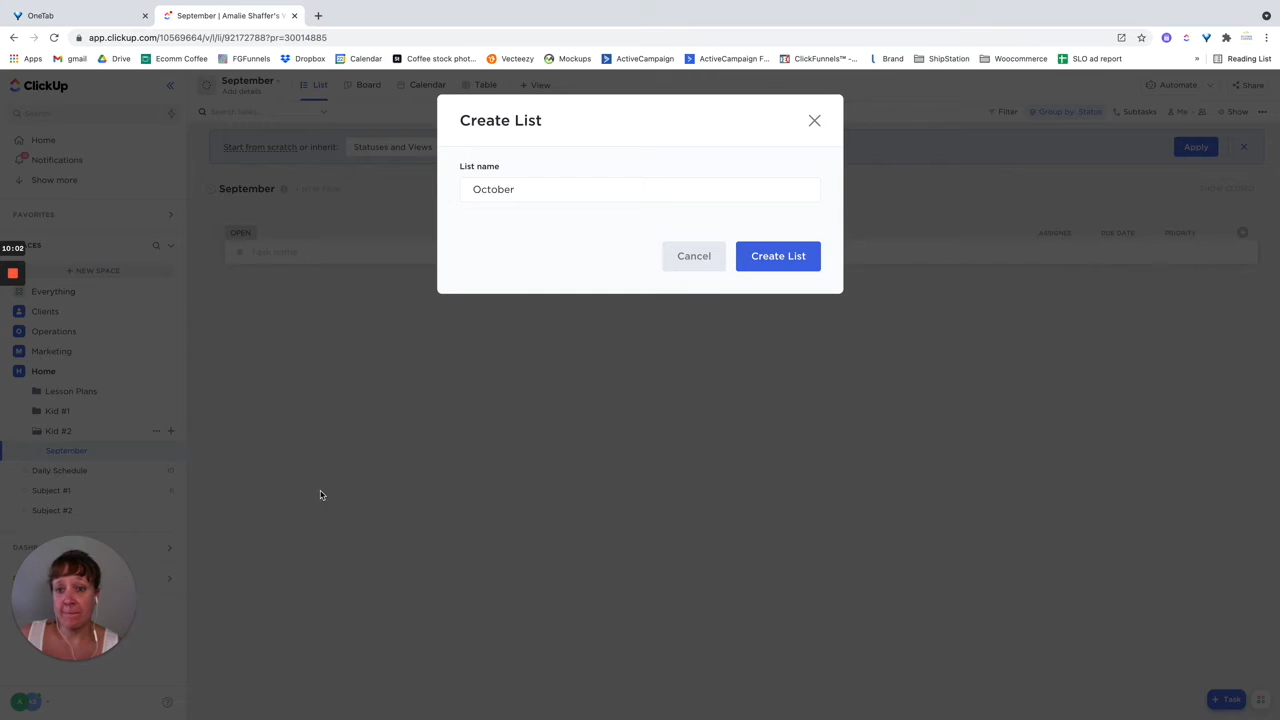 OneTab
September | Amalie Shaffer's
app.clickup.com/10569664/v/l/li/92172788?pr=30014885
Apps
gmail
Drive
Ecomm Coffee
FGFunnels
Dropbox
Calendar
Coffee stock phot...
Vecteezy
Mockups
ActiveCampaign
ActiveCampaign F...
ClickFunnels™ -...
Brand
ShipStation
Woocommerce
SLO ad report
»
Reading List
ClickUp
September
Add details
List
Board
Calendar
Table
+ View
Automate
Share
Search
Search tasks...
Filter
Group by: Status
Subtasks
Me
Show
Home
Notifications
Show more
Start from scratch or inherit:
Statuses and Views
Apply
September
FAVORITES
OPEN
ASSIGNEE
DUE DATE
PRIORITY
+ NEW SPACE
Everything
Clients
Operations
Marketing
Home
Lesson Plans
Kid #1
Kid #2
September
Daily Schedule
Subject #1
Subject #2
Create List
List name
October
Cancel
Create List
10:02
+ Task